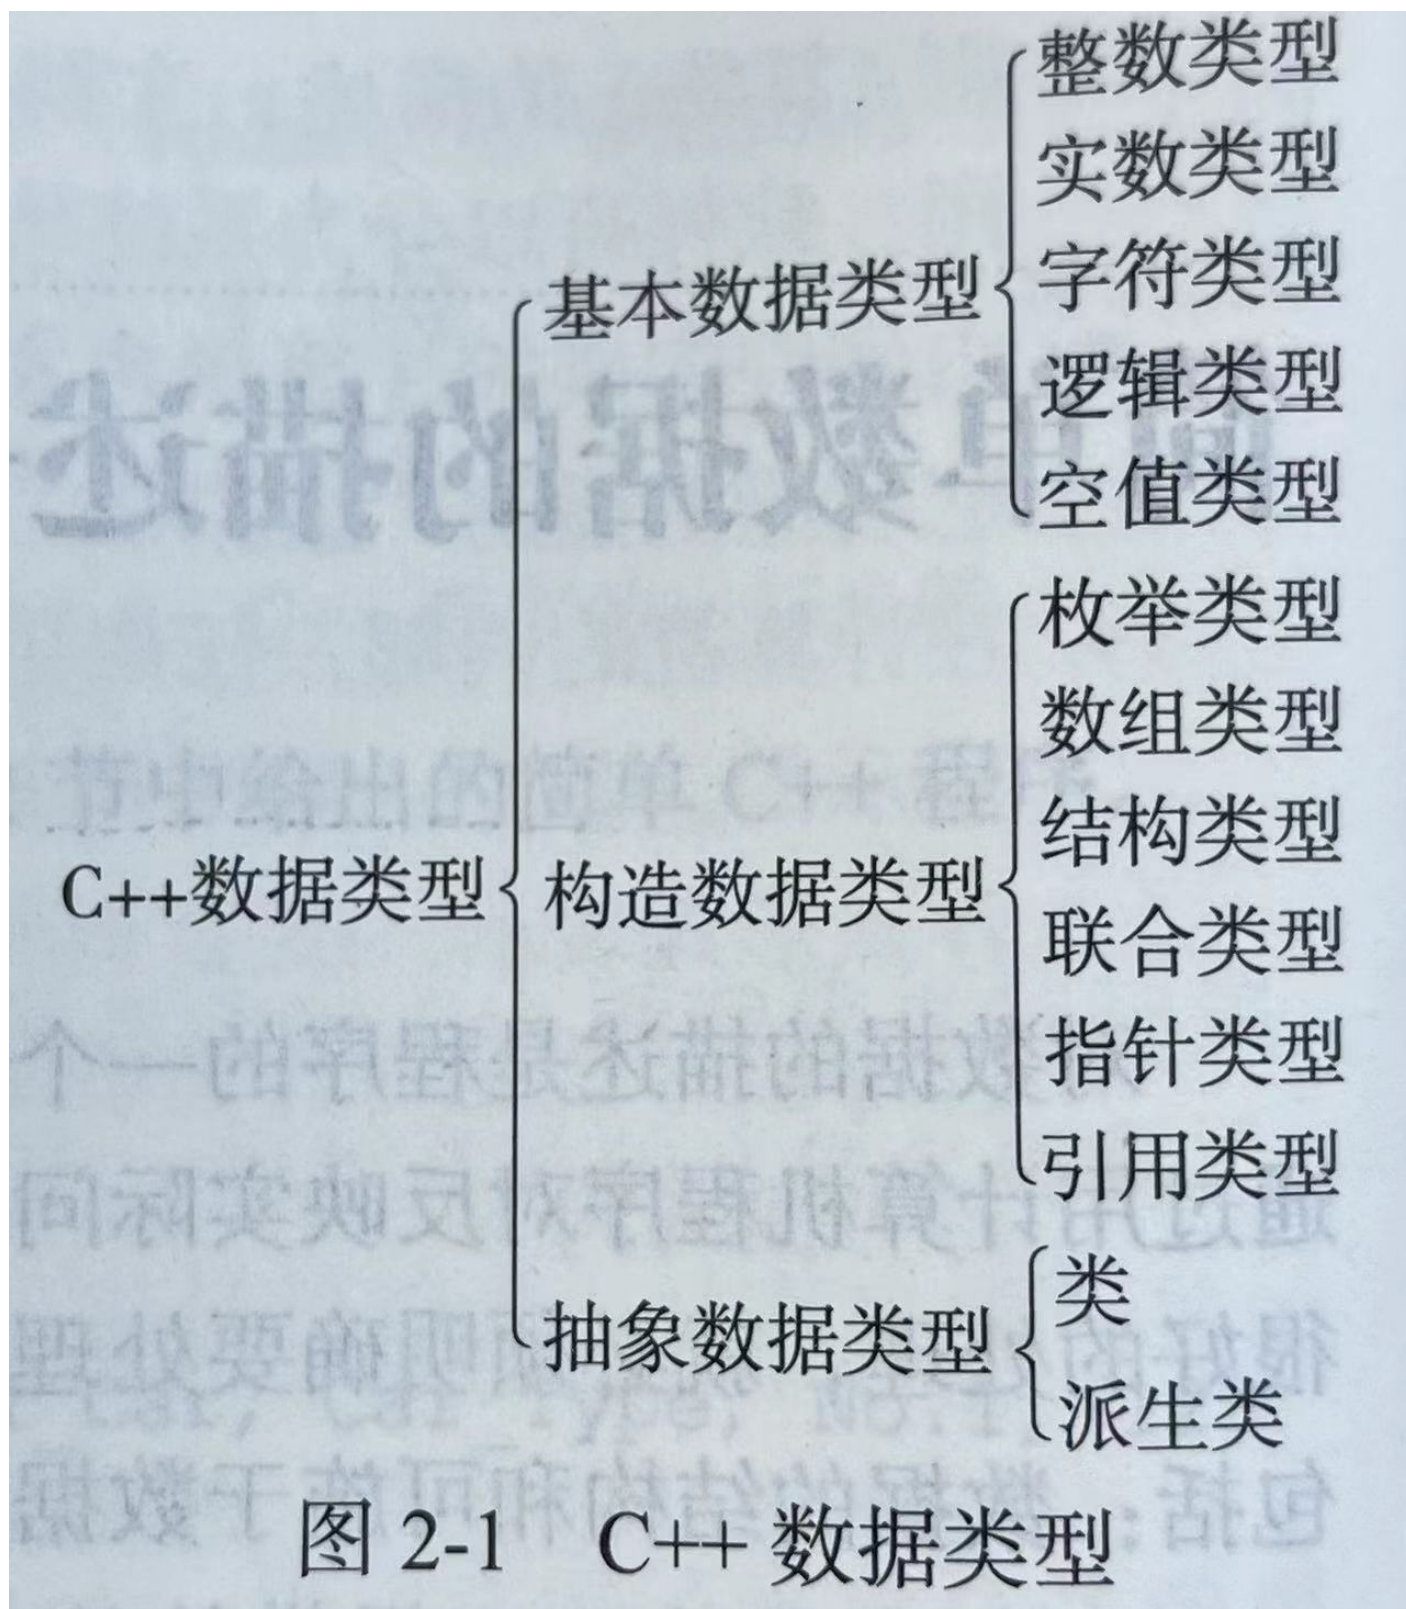 整数类型
实数类型
基本数据类型
字符类型
逻辑类型
空值类型
枚举类型
数组类型
结构类型
C++数据类型
构造数据类型
联合类型
指针类型
引用类型
类
抽象数据类型
派生类
图 2-1 C++ 数据类型